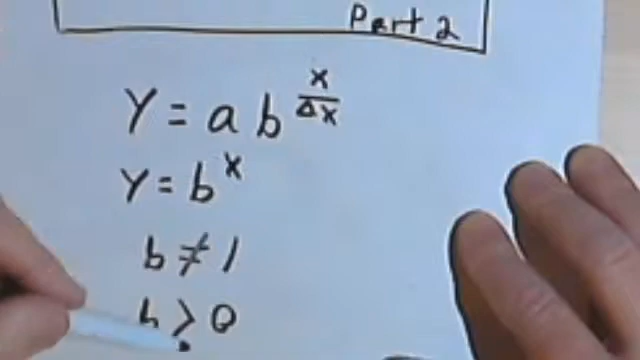 Part 2
Y = a b^(x/Δx)
Y = b^x
b ≠ 1
b > 0